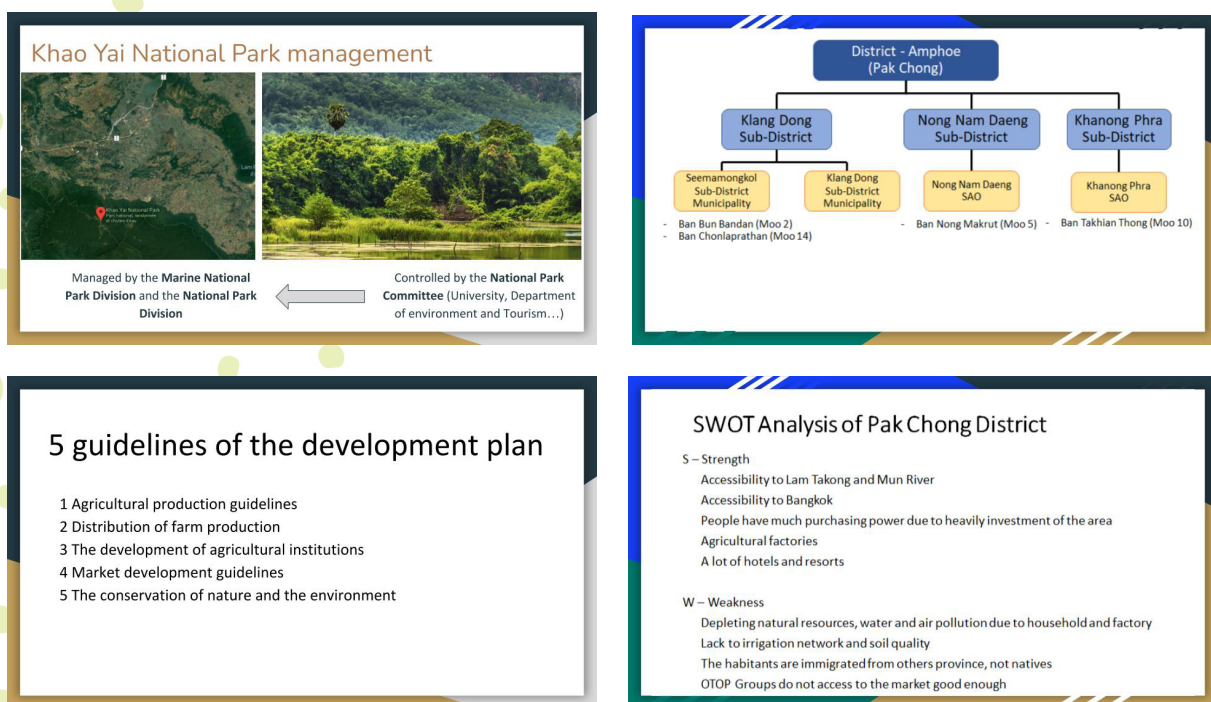 Khao Yai National Park management
Khao Yai National Park
Managed by the Marine National
Park Division and the National Park
Division
Controlled by the National Park
Committee (University, Department
of environment and Tourism…)
District - Amphoe
(Pak Chong)
Klang Dong
Sub-District
Nong Nam Daeng
Sub-District
Khanong Phra
Sub-District
Seemamongkol
Sub-District
Municipality
Klang Dong
Sub-District
Municipality
Nong Nam Daeng
SAO
Khanong Phra
SAO
- Ban Bun Bandan (Moo 2)
- Ban Chonlaprathan (Moo 14)
- Ban Nong Makrut (Moo 5)
- Ban Takhian Thong (Moo 10)
5 guidelines of the development plan
1 Agricultural production guidelines
2 Distribution of farm production
3 The development of agricultural institutions
4 Market development guidelines
5 The conservation of nature and the environment
SWOT Analysis of Pak Chong District
S – Strength
Accessibility to Lam Takong and Mun River
Accessibility to Bangkok
People have much purchasing power due to heavily investment of the area
Agricultural factories
A lot of hotels and resorts
W – Weakness
Depleting natural resources, water and air pollution due to household and factory
Lack to irrigation network and soil quality
The habitants are immigrated from others province, not natives
OTOP Groups do not access to the market good enough